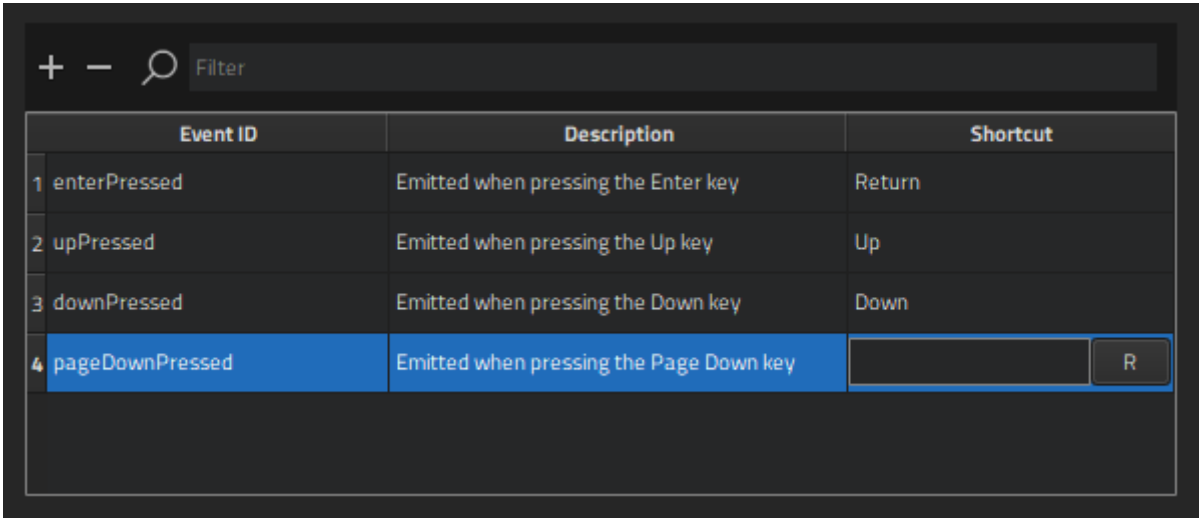 Filter
Event ID Description Shortcut
1 enterPressed Emitted when pressing the Enter key Return
2 upPressed Emitted when pressing the Up key Up
3 downPressed Emitted when pressing the Down key Down
4 pageDownPressed Emitted when pressing the Page Down key R